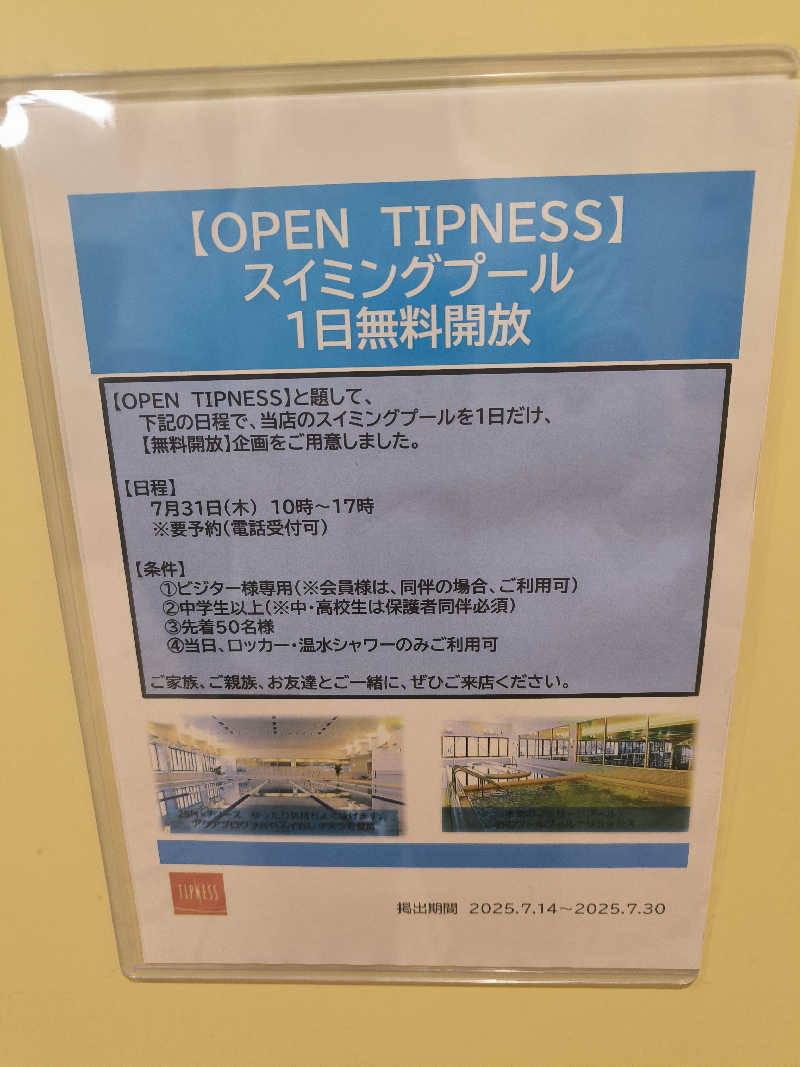 【OPEN TIPNESS】
スイミングプール
1日無料開放
【OPEN TIPNESS】と題して、
下記の日程で、当店のスイミングプールを1日だけ、
【無料開放】企画をご用意しました。
【日程】
7月31日(木) 10時～17時
※要予約(電話受付可)
【条件】
①ビジター様専用(※会員様は、同伴の場合、ご利用可)
②中学生以上(※中・高校生は保護者同伴必須)
③先着50名様
④当日、ロッカー・温水シャワーのみご利用可
ご家族、ご親族、お友達とご一緒に、ぜひご来店ください。
TIPNESS
掲出期間 2025.7.14～2025.7.30